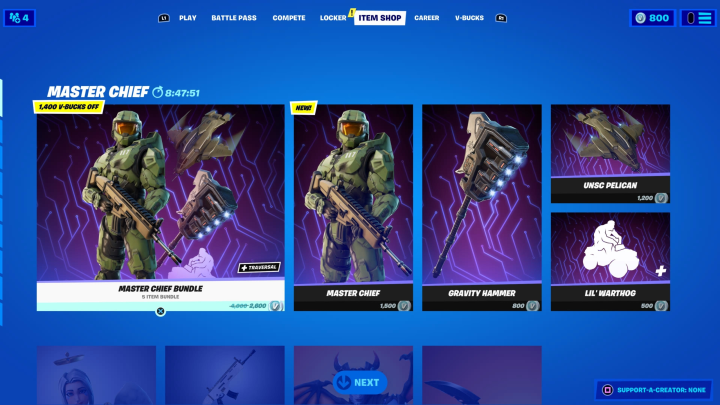 4
L1
PLAY
BATTLE PASS
COMPETE
LOCKER
!
ITEM SHOP
CAREER
V-BUCKS
R1
800
MASTER CHIEF
8:47:51
1,400 V-BUCKS OFF
+ TRAVERSAL
MASTER CHIEF BUNDLE
5 ITEM BUNDLE
4,000 2,600
NEW!
MASTER CHIEF
1,500
GRAVITY HAMMER
800
UNSC PELICAN
1,200
+
LIL' WARTHOG
500
NEXT
SUPPORT-A-CREATOR: NONE